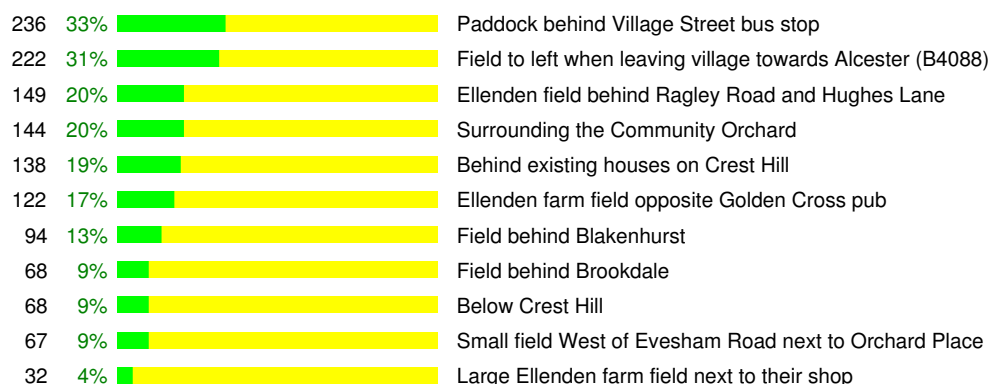 236 33% Paddock behind Village Street bus stop
222 31% Field to left when leaving village towards Alcester (B4088)
149 20% Ellenden field behind Ragley Road and Hughes Lane
144 20% Surrounding the Community Orchard
138 19% Behind existing houses on Crest Hill
122 17% Ellenden farm field opposite Golden Cross pub
94 13% Field behind Blakenhurst
68 9% Field behind Brookdale
68 9% Below Crest Hill
67 9% Small field West of Evesham Road next to Orchard Place
32 4% Large Ellenden farm field next to their shop